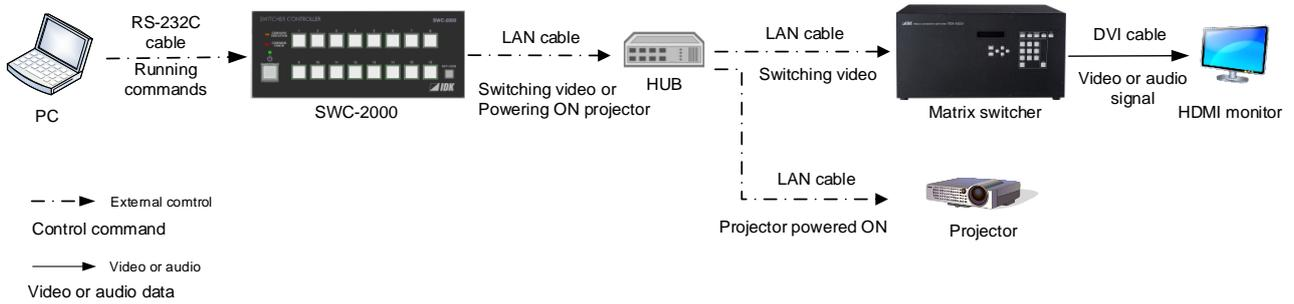 RS-232C
cable
Running
commands
PC
SWITCHER CONTROLLER
SWC-2000
IDK
SWC-2000
LAN cable
Switching video or
Powering ON projector
HUB
LAN cable
Switching video
IDK
Matrix switcher
DVI cable
Video or audio
signal
HDMI monitor
LAN cable
Projector powered ON
Projector
External comtrol
Control command
Video or audio
Video or audio data